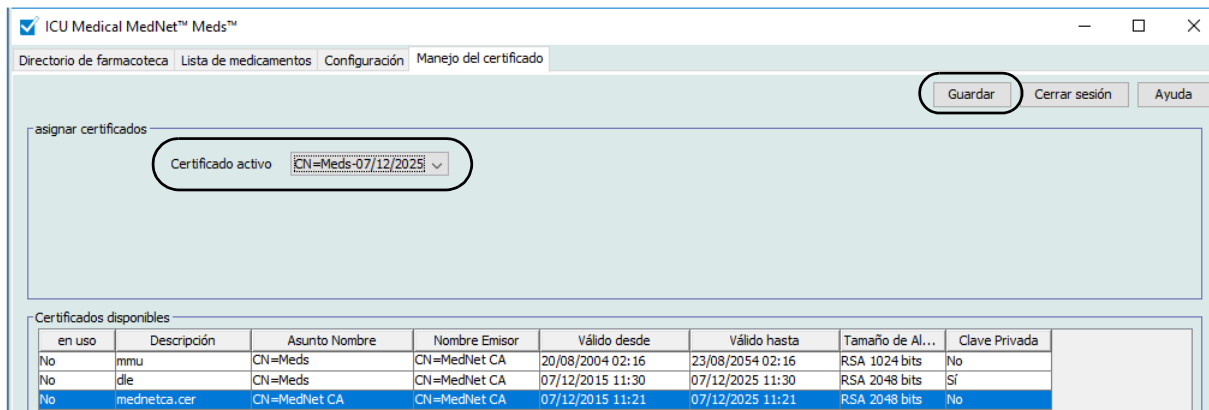 ICU Medical MedNet™ Meds™
Directorio de farmacoteca Lista de medicamentos Configuración Manejo del certificado
Guardar Cerrar sesión Ayuda
asignar certificados
Certificado activo CN=Meds-07/12/2025
Certificados disponibles
en uso Descripción Asunto Nombre Nombre Emisor Válido desde Válido hasta Tamaño de Al... Clave Privada
No mmu CN=Meds CN=MedNet CA 20/08/2004 02:16 23/08/2054 02:16 RSA 1024 bits No
No dle CN=Meds CN=MedNet CA 07/12/2015 11:30 07/12/2025 11:30 RSA 2048 bits Sí
No mednetca.cer CN=MedNet CA CN=MedNet CA 07/12/2015 11:21 07/12/2025 11:21 RSA 2048 bits No